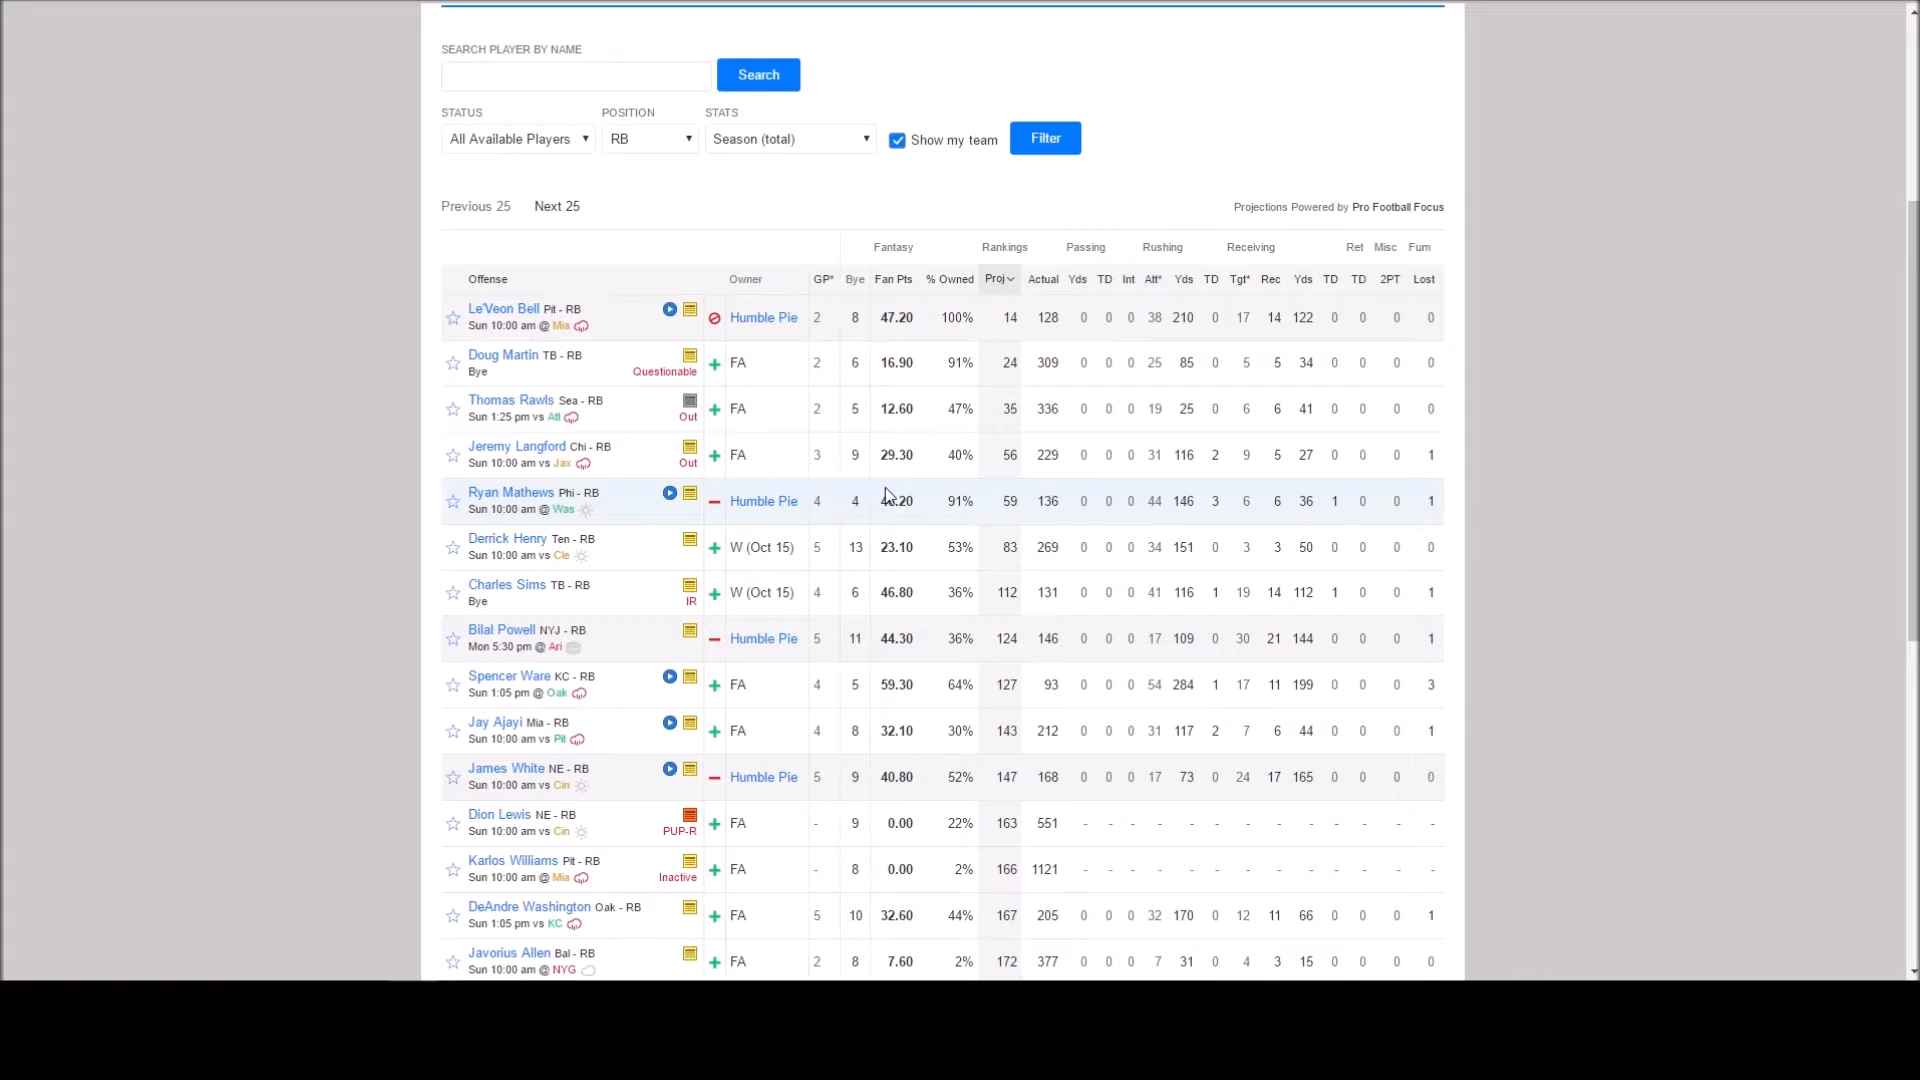 SEARCH PLAYER BY NAME
Search
STATUS POSITION STATS
All Available Players RB Season (total) Show my team Filter
Previous 25 Next 25 Projections Powered by Pro Football Focus
Fantasy Rankings Passing Rushing Receiving Ret Misc Fum
Offense Owner GP* Bye Fan Pts % Owned Proj Actual Yds TD Int Att* Yds TD Tgt* Rec Yds TD TD 2PT Lost
Le'Veon Bell Pit - RB
Sun 10:00 am @ Mia
Humble Pie 2 8 47.20 100% 14 128 0 0 0 38 210 0 17 14 122 0 0 0 0
Doug Martin TB - RB
Bye Questionable
FA 2 6 16.90 91% 24 309 0 0 0 25 85 0 5 5 34 0 0 0 0
Thomas Rawls Sea - RB
Sun 1:25 pm vs Atl Out
FA 2 5 12.60 47% 35 336 0 0 0 19 25 0 6 6 41 0 0 0 0
Jeremy Langford Chi - RB
Sun 10:00 am vs Jax Out
FA 3 9 29.30 40% 56 229 0 0 0 31 116 2 9 5 27 0 0 0 1
Ryan Mathews Phi - RB
Sun 10:00 am @ Was
Humble Pie 4 4 91% 59 136 0 0 0 44 146 3 6 6 36 1 0 0 1
Derrick Henry Ten - RB
Sun 10:00 am vs Cle
W (Oct 15) 5 13 23.10 53% 83 269 0 0 0 34 151 0 3 3 50 0 0 0 0
Charles Sims TB - RB
Bye IR
W (Oct 15) 4 6 46.80 36% 112 131 0 0 0 41 116 1 19 14 112 1 0 0 1
Bilal Powell NYJ - RB
Mon 5:30 pm @ Ari
Humble Pie 5 11 44.30 36% 124 146 0 0 0 17 109 0 30 21 144 0 0 0 1
Spencer Ware KC - RB
Sun 1:05 pm @ Oak
FA 4 5 59.30 64% 127 93 0 0 0 54 284 1 17 11 199 0 0 0 3
Jay Ajayi Mia - RB
Sun 10:00 am vs Pit
FA 4 8 32.10 30% 143 212 0 0 0 31 117 2 7 6 44 0 0 0 1
James White NE - RB
Sun 10:00 am vs Cin
Humble Pie 5 9 40.80 52% 147 168 0 0 0 17 73 0 24 17 165 0 0 0 0
Dion Lewis NE - RB
Sun 10:00 am vs Cin PUP-R
FA - 9 0.00 22% 163 551 - - - - - - - - - - - - -
Karlos Williams Pit - RB
Sun 10:00 am @ Mia Inactive
FA - 8 0.00 2% 166 1121 - - - - - - - - - - - - -
DeAndre Washington Oak - RB
Sun 1:05 pm vs KC
FA 5 10 32.60 44% 167 205 0 0 0 32 170 0 12 11 66 0 0 0 1
Javorius Allen Bal - RB
Sun 10:00 am @ NYG
FA 2 8 7.60 2% 172 377 0 0 0 7 31 0 4 3 15 0 0 0 0